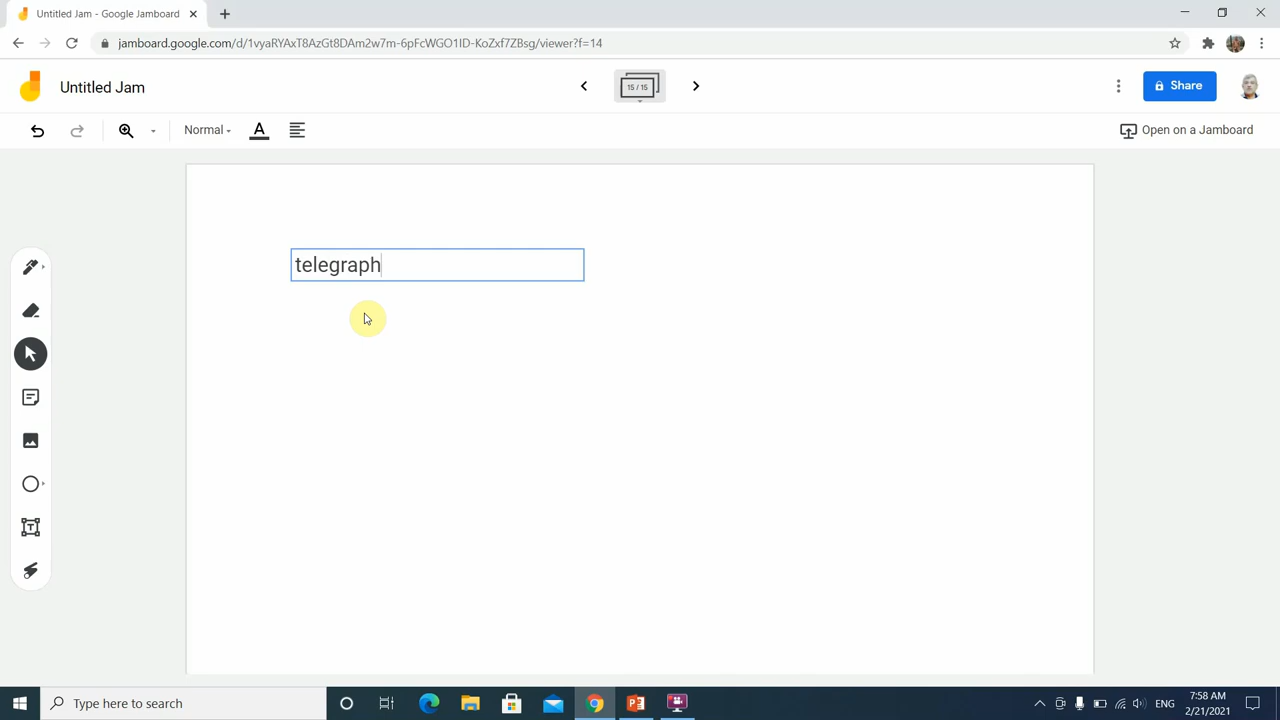 Untitled Jam - Google Jamboard
jamboard.google.com/d/1vyaRYAxT8AzGt8DAm2w7m-6pFcWGO1ID-KoZxf7ZBsg/viewer?f=14
Untitled Jam
15 / 15
Share
Normal
A
Open on a Jamboard
telegraph
T
Type here to search
ENG
7:58 AM
2/21/2021